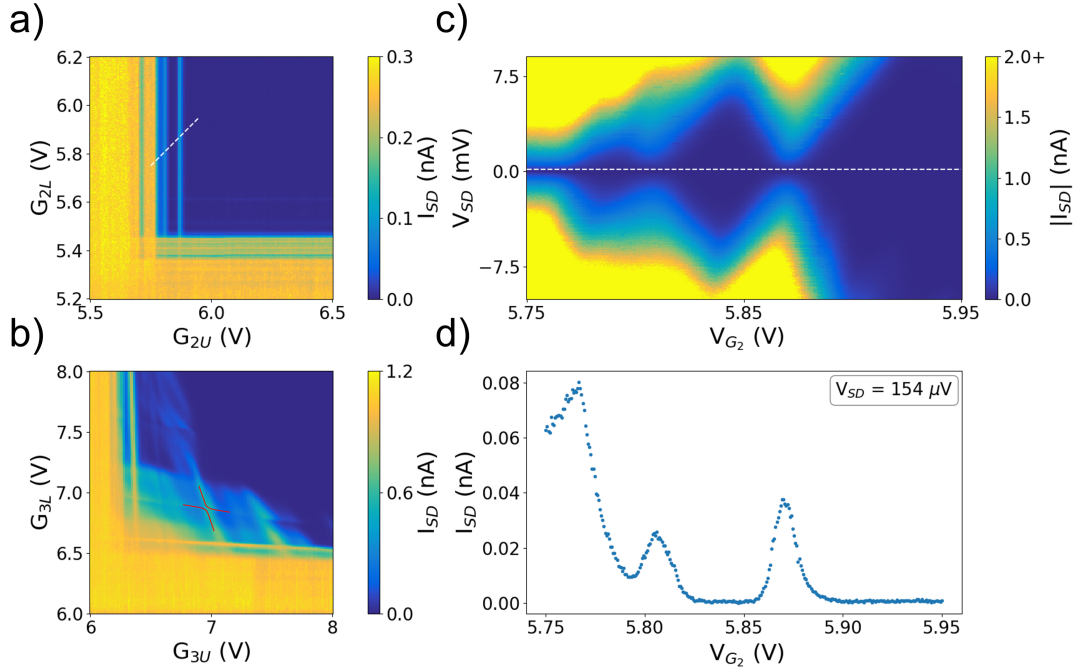 a)
6.2
6.0
5.8
5.6
5.4
5.2
G2L (V)
5.5
6.0
6.5
G2U (V)
0.3
0.2
0.1
0.0
ISD (nA)
c)
7.5
0.0
−7.5
VSD (mV)
5.75
5.85
5.95
VG2 (V)
2.0+
1.5
1.0
0.5
0.0
|ISD| (nA)
b)
8.0
7.5
7.0
6.5
6.0
G3L (V)
6
7
8
G3U (V)
1.2
0.6
0.0
ISD (nA)
d)
VSD = 154 μV
0.08
0.06
0.04
0.02
0.00
ISD (nA)
5.75
5.80
5.85
5.90
5.95
VG2 (V)